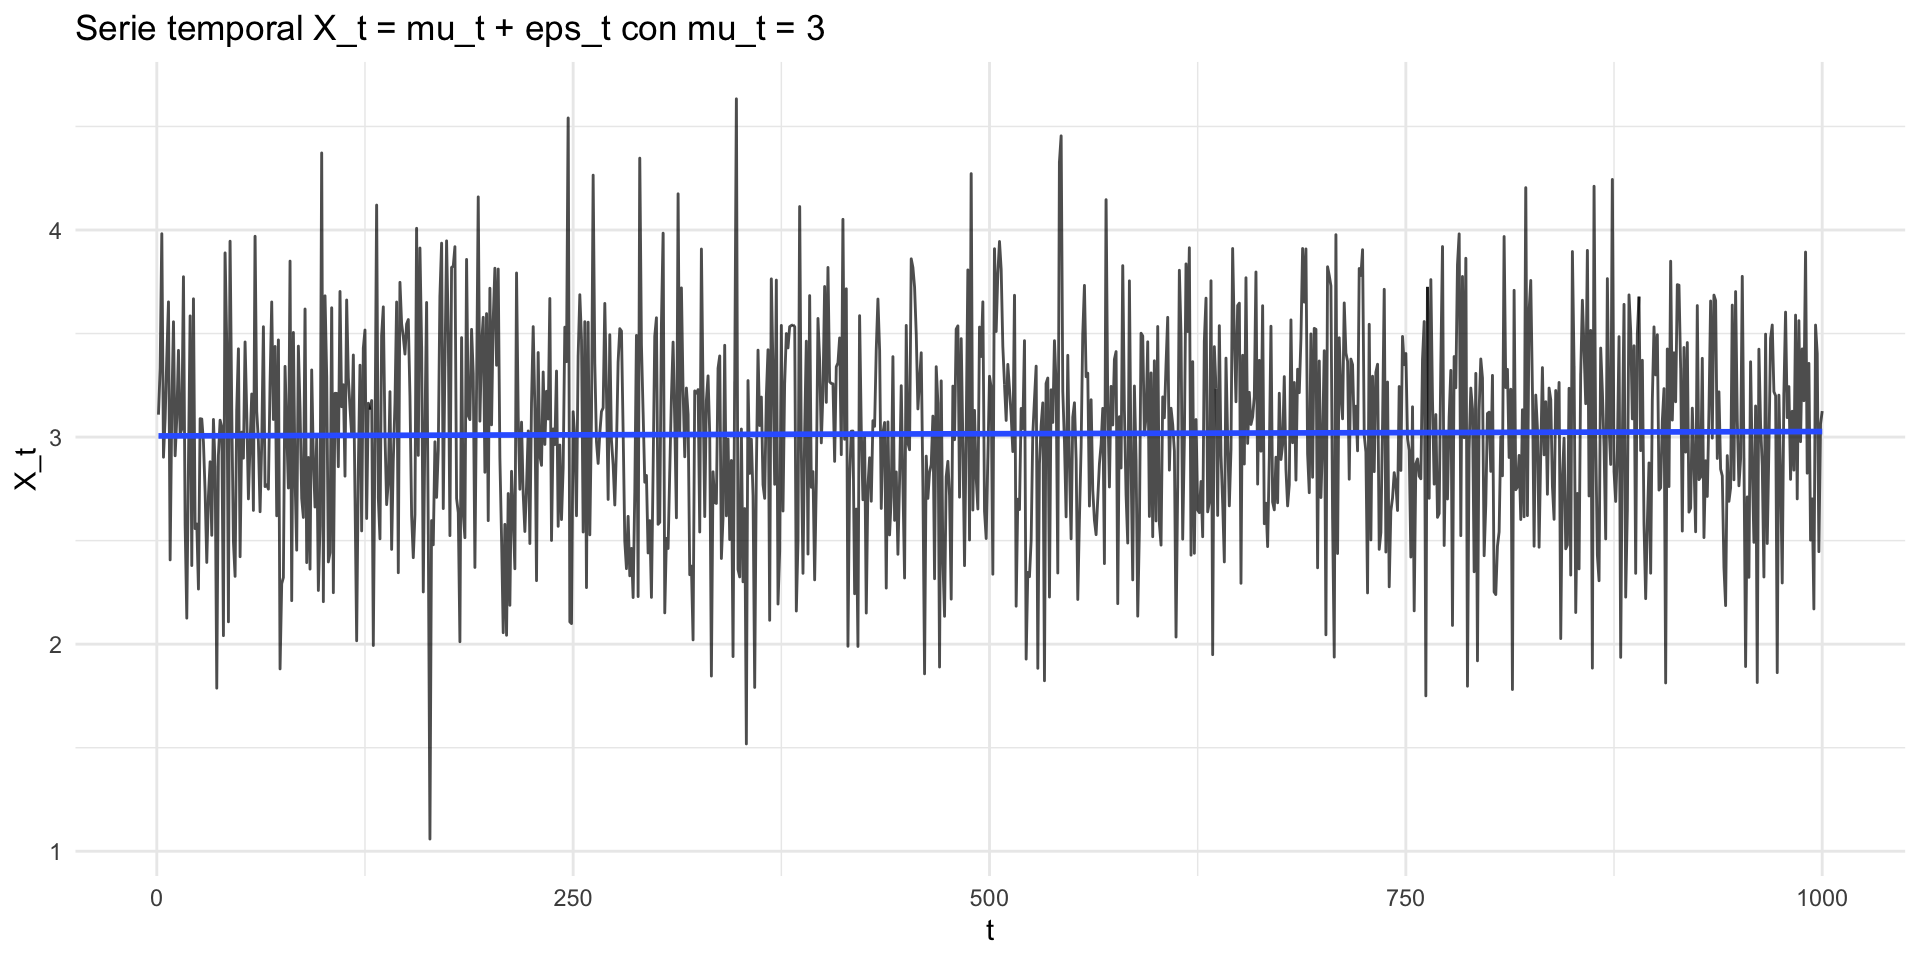 Serie temporal X_t = mu_t + eps_t con mu_t = 3
X_t
4
3
2
1
0 250 500 750 1000
t